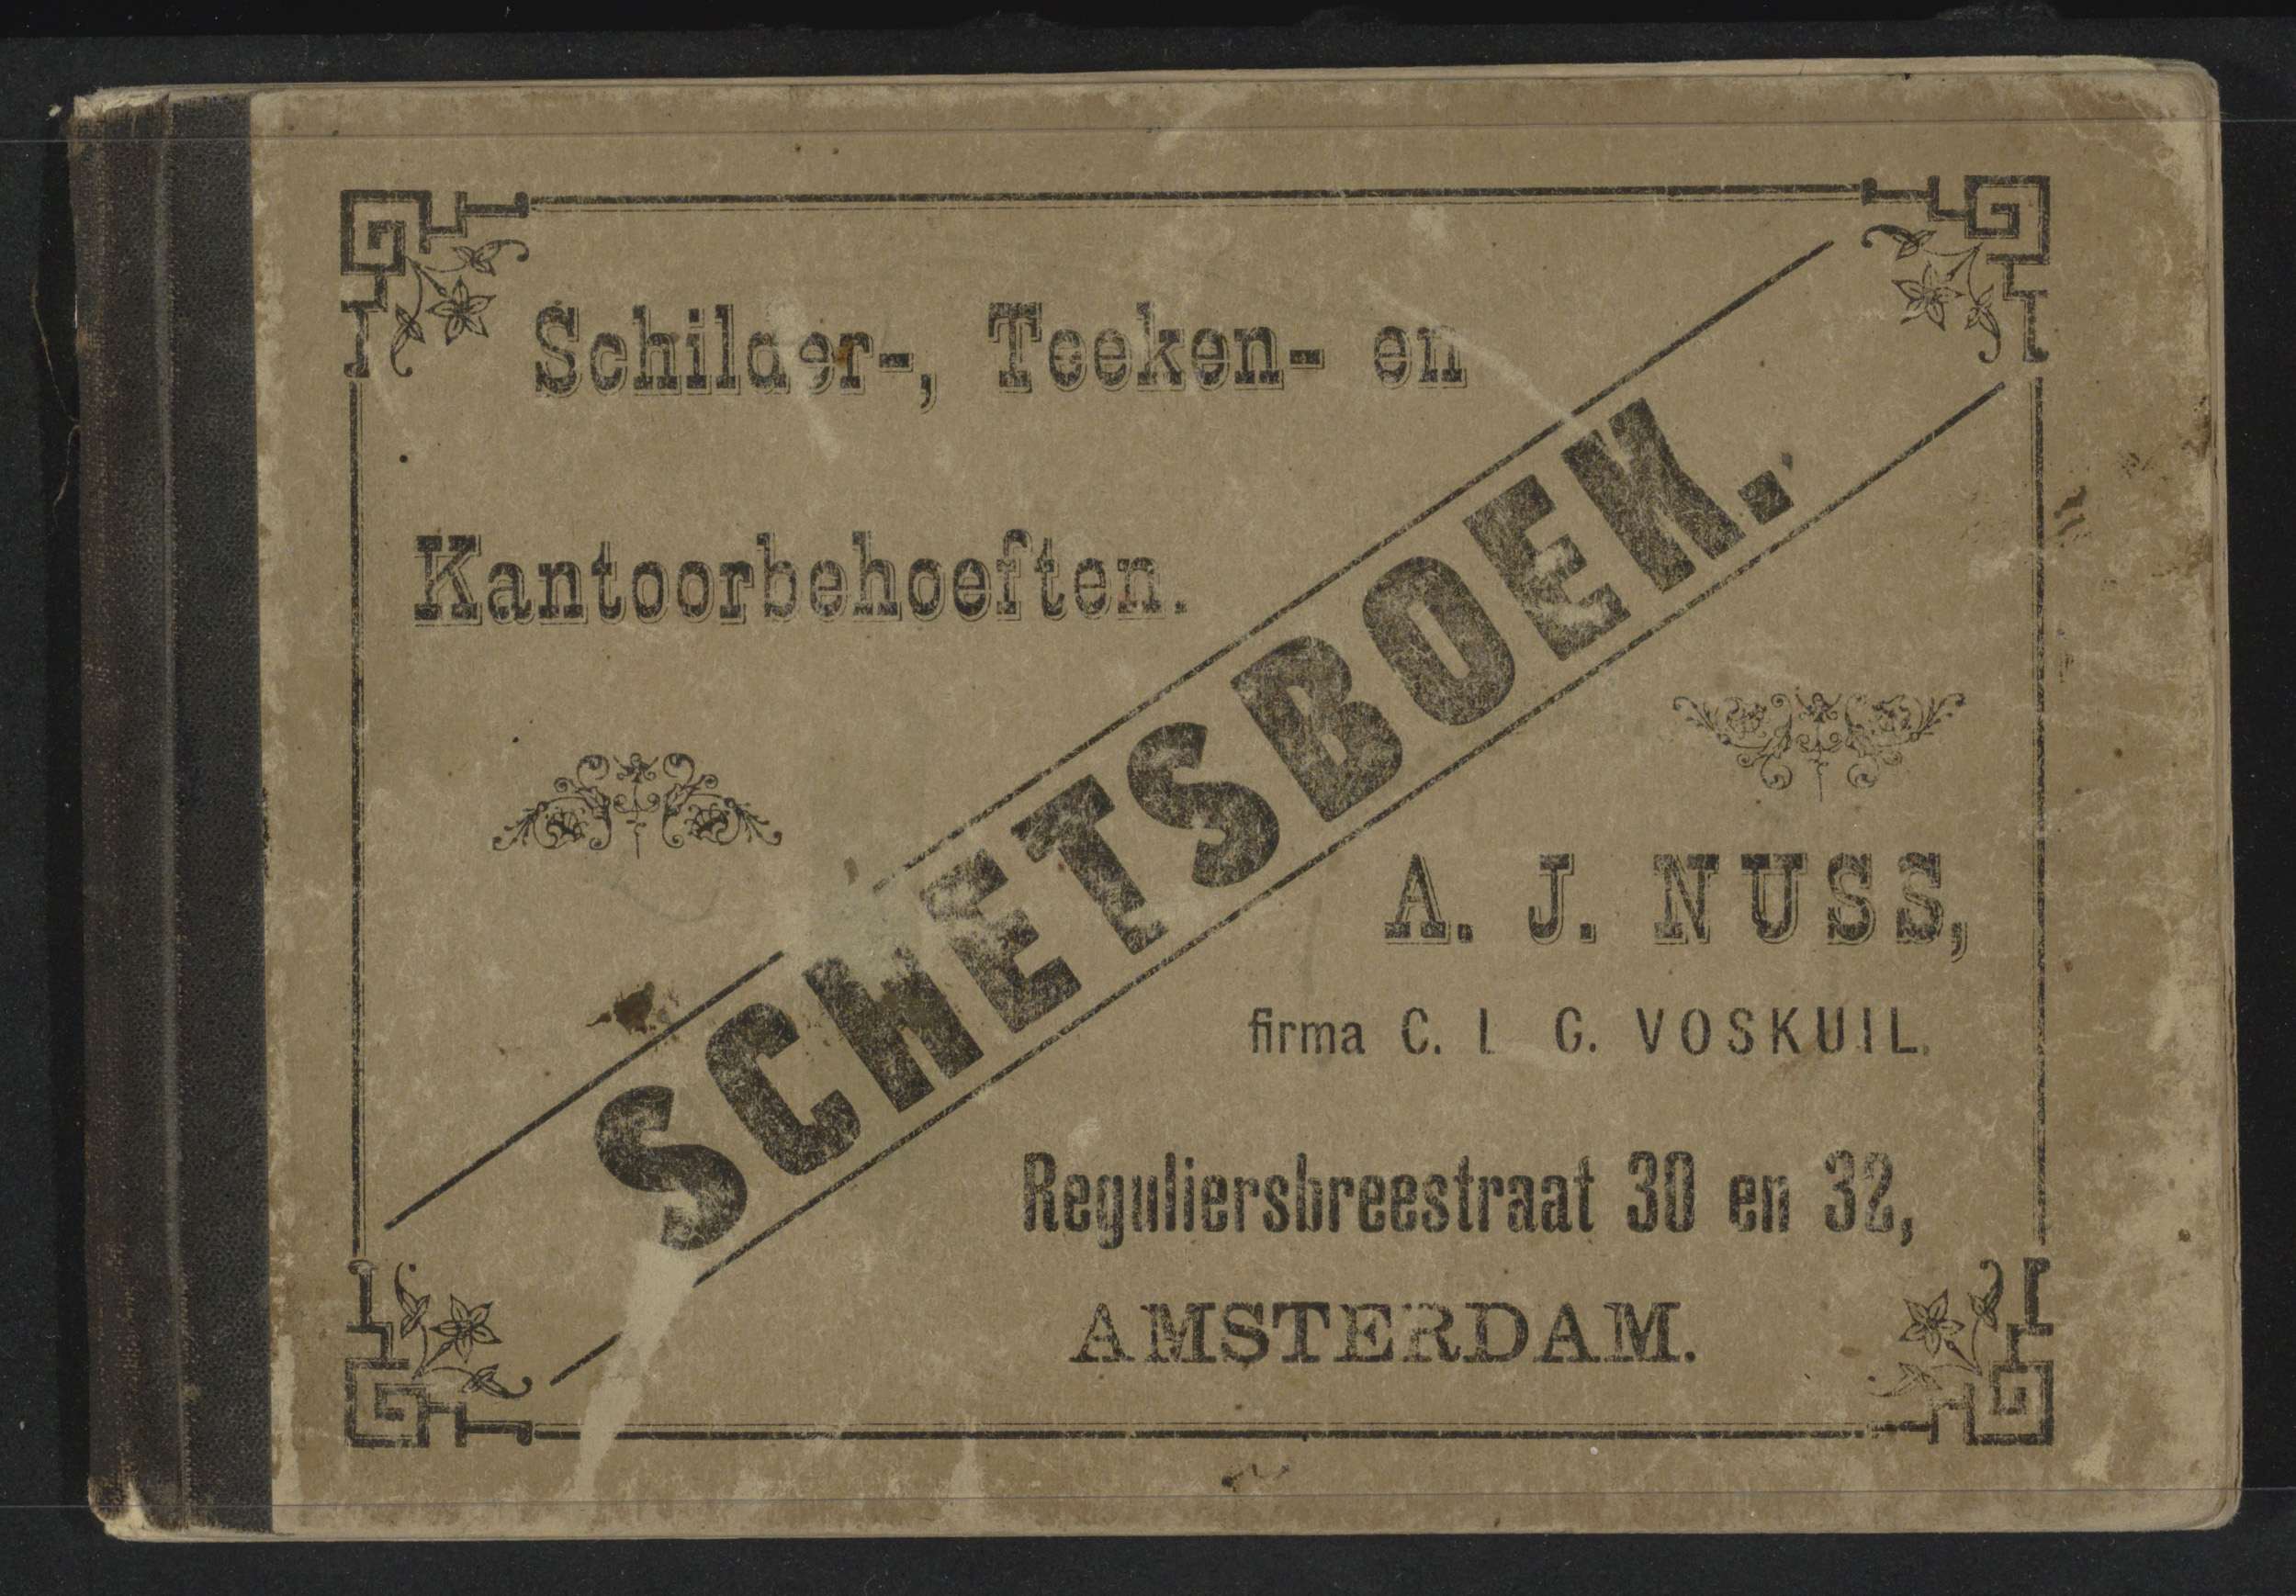 Schilder-, Teeken- en
Kantoorbehoeften.
SCHETSBOEK.
A. J. NUSS,
firma C. L G. VOSKUIL.
Reguliersbreestraat 30 en 32,
AMSTERDAM.